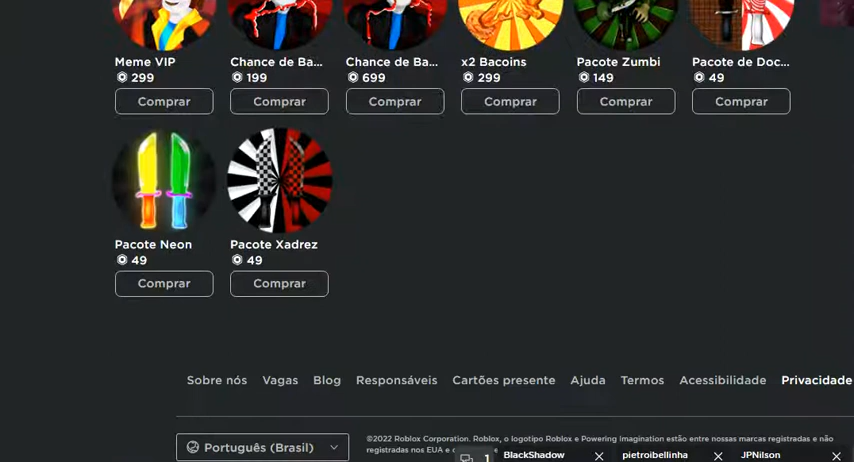 Meme VIP
299
Comprar
Chance de Ba...
199
Comprar
Chance de Ba...
699
Comprar
x2 Bacoins
299
Comprar
Pacote Zumbi
149
Comprar
Pacote de Doc...
49
Comprar
Pacote Neon
49
Comprar
Pacote Xadrez
49
Comprar
Sobre nós Vagas Blog Responsáveis Cartões presente Ajuda Termos Acessibilidade Privacidade
Português (Brasil)
©2022 Roblox Corporation. Roblox, o logotipo Roblox e Powering Imagination estão entre nossas marcas registradas e não
registradas nos EUA e
1
BlackShadow
pietroibellinha
JPNilson